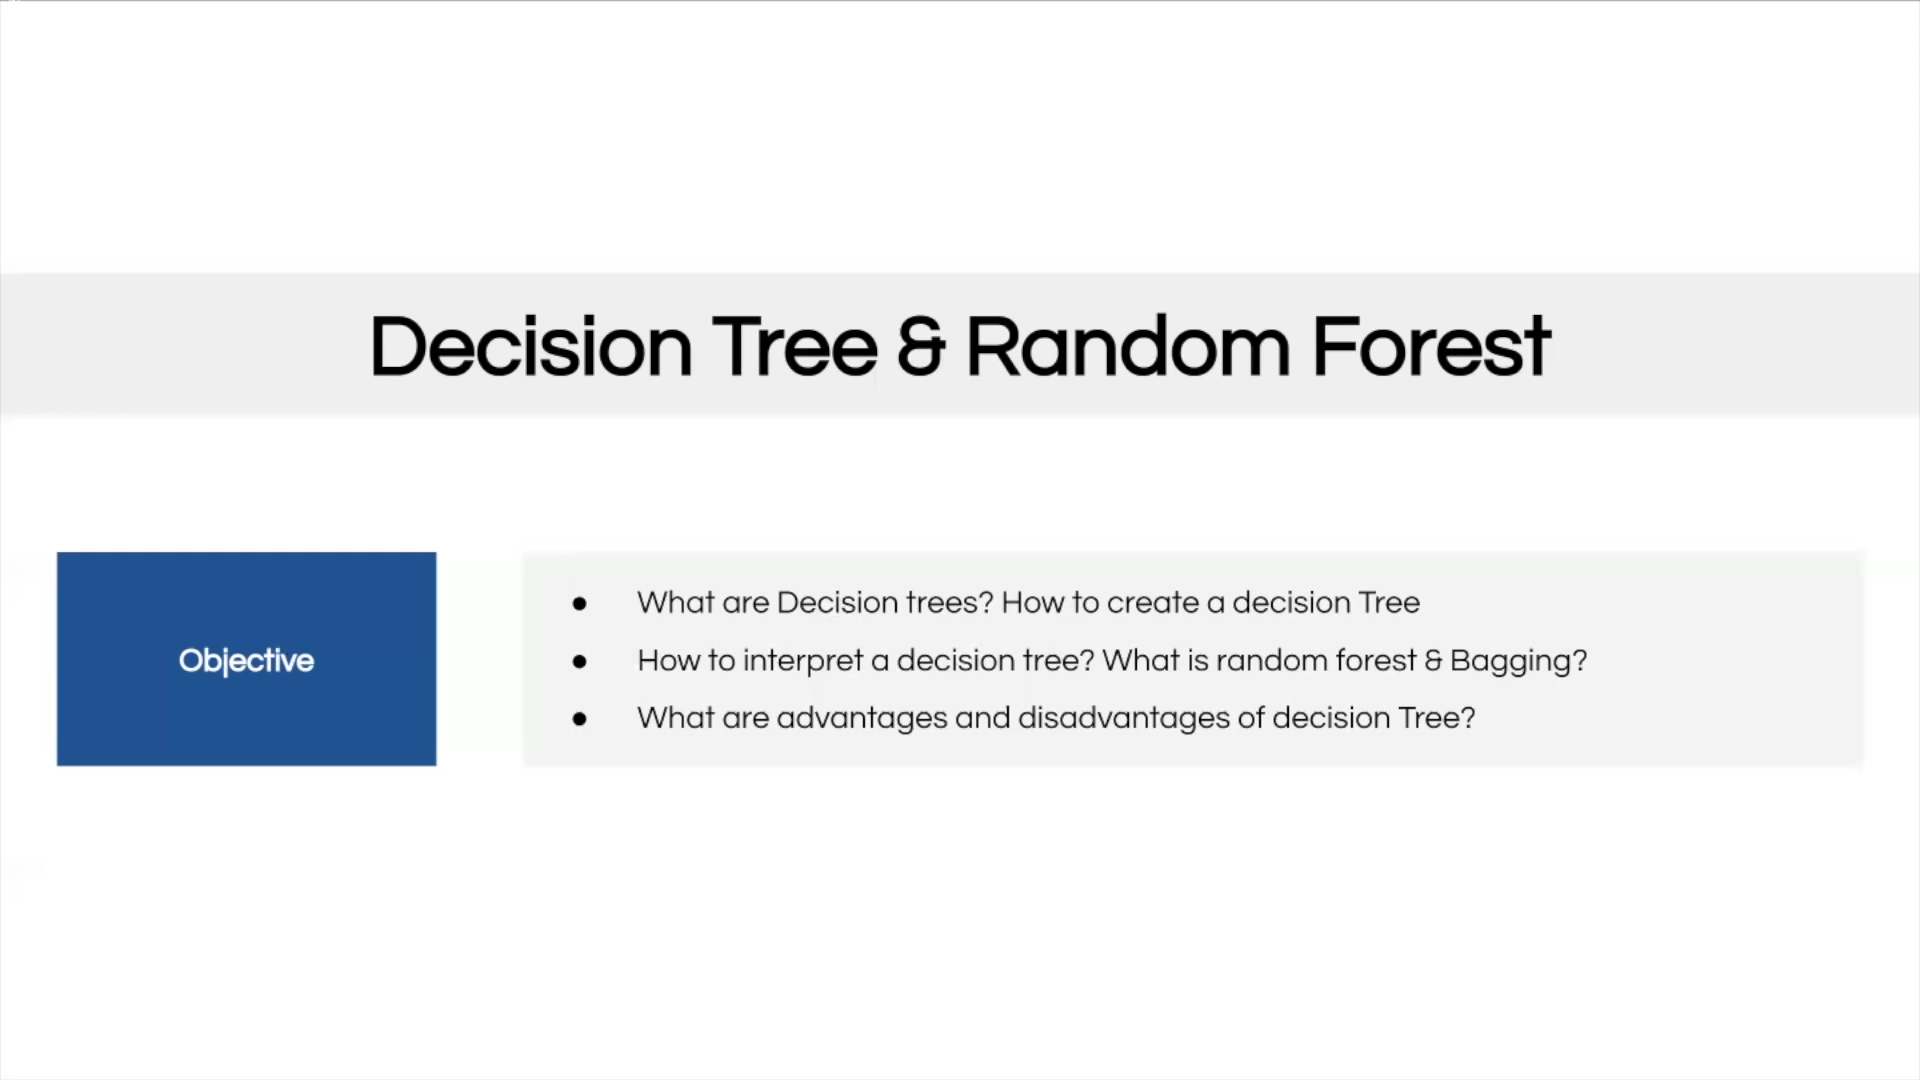 Decision Tree & Random Forest
Objective
● What are Decision trees? How to create a decision Tree
● How to interpret a decision tree? What is random forest & Bagging?
● What are advantages and disadvantages of decision Tree?